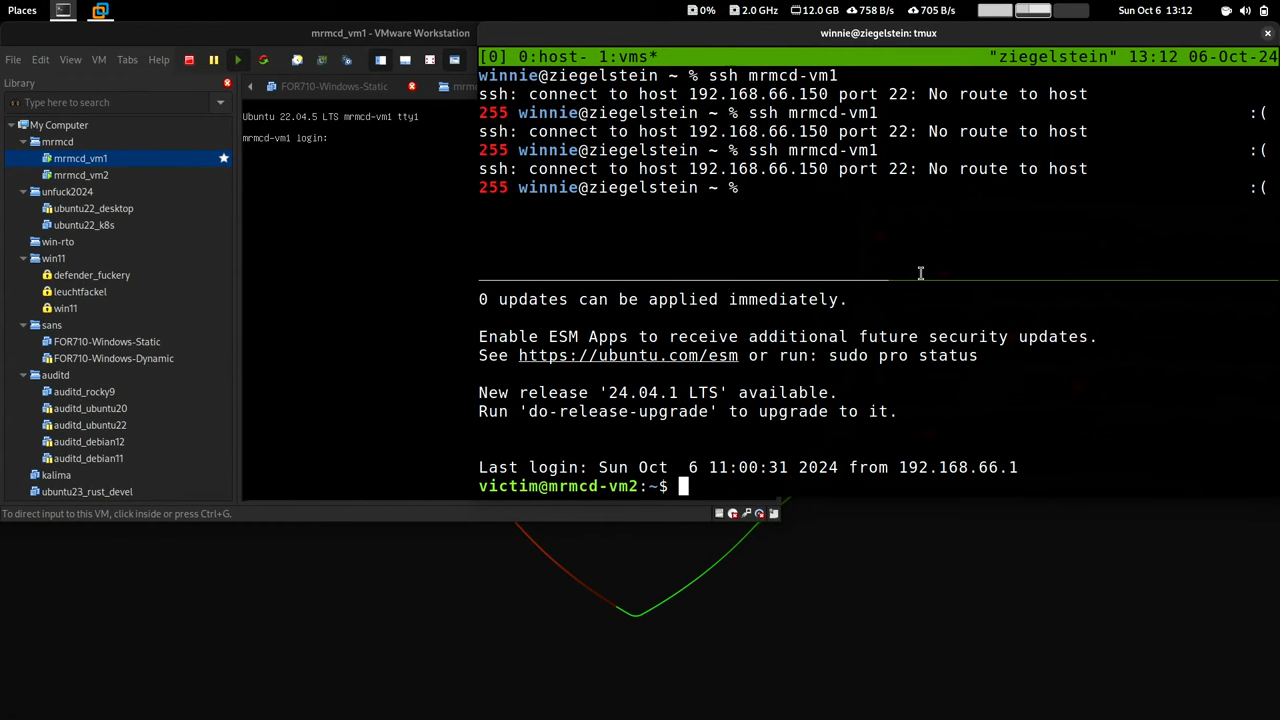 Places
0%
2.0 GHz
12.0 GB
758 B/s
705 B/s
Sun Oct 6 13:12
mrmcd_vm1 - VMware Workstation
winnie@ziegelstein: tmux
File Edit View VM Tabs Help
Library
Type here to search
My Computer
mrmcd
mrmcd_vm1
mrmcd_vm2
unfuck2024
ubuntu22_desktop
ubuntu22_k8s
win-rto
win11
defender_fuckery
leuchtfackel
win11
sans
FOR710-Windows-Static
FOR710-Windows-Dynamic
auditd
auditd_rocky9
auditd_ubuntu20
auditd_ubuntu22
auditd_debian12
auditd_debian11
kalima
ubuntu23_rust_devel
FOR710-Windows-Static
mrm
Ubuntu 22.04.5 LTS mrmcd-vm1 tty1
mrmcd-vm1 login:
To direct input to this VM, click inside or press Ctrl+G.
[0] 0:host- 1:vms* "ziegelstein" 13:12 06-Oct-24
winnie@ziegelstein ~ % ssh mrmcd-vm1
ssh: connect to host 192.168.66.150 port 22: No route to host
255 winnie@ziegelstein ~ % ssh mrmcd-vm1 :(
ssh: connect to host 192.168.66.150 port 22: No route to host
255 winnie@ziegelstein ~ % ssh mrmcd-vm1 :(
ssh: connect to host 192.168.66.150 port 22: No route to host
255 winnie@ziegelstein ~ % :(
0 updates can be applied immediately.
Enable ESM Apps to receive additional future security updates.
See https://ubuntu.com/esm or run: sudo pro status
New release '24.04.1 LTS' available.
Run 'do-release-upgrade' to upgrade to it.
Last login: Sun Oct  6 11:00:31 2024 from 192.168.66.1
victim@mrmcd-vm2:~$